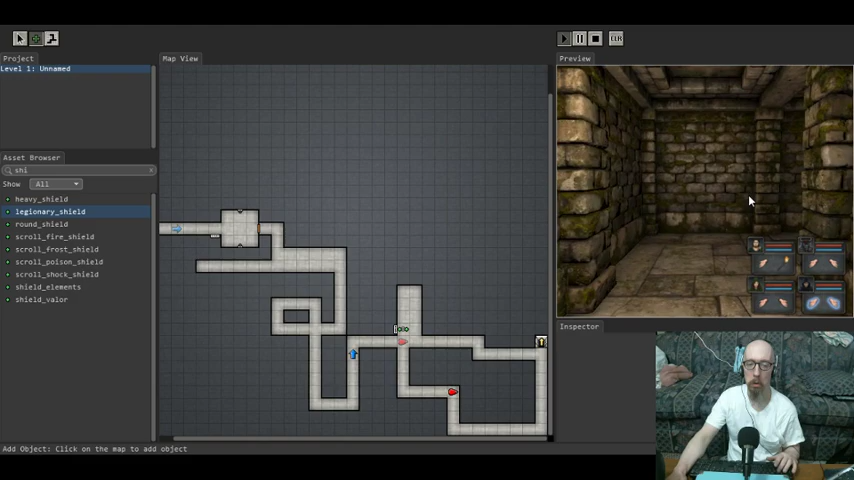 CLR
Project
Map View
Preview
Level 1: Unnamed
Asset Browser
shi
Show
All
heavy_shield
legionary_shield
round_shield
scroll_fire_shield
scroll_frost_shield
scroll_poison_shield
scroll_shock_shield
shield_elements
shield_valor
Inspector
Add Object: Click on the map to add object